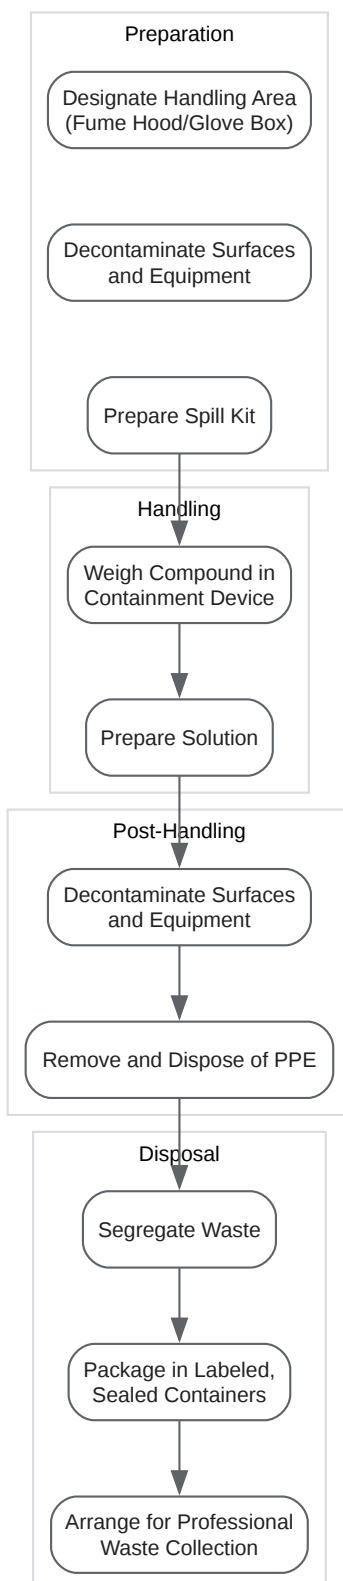 Preparation
Designate Handling Area
(Fume Hood/Glove Box)
Decontaminate Surfaces
and Equipment
Prepare Spill Kit
Handling
Weigh Compound in
Containment Device
Prepare Solution
Post-Handling
Decontaminate Surfaces
and Equipment
Remove and Dispose of PPE
Disposal
Segregate Waste
Package in Labeled,
Sealed Containers
Arrange for Professional
Waste Collection